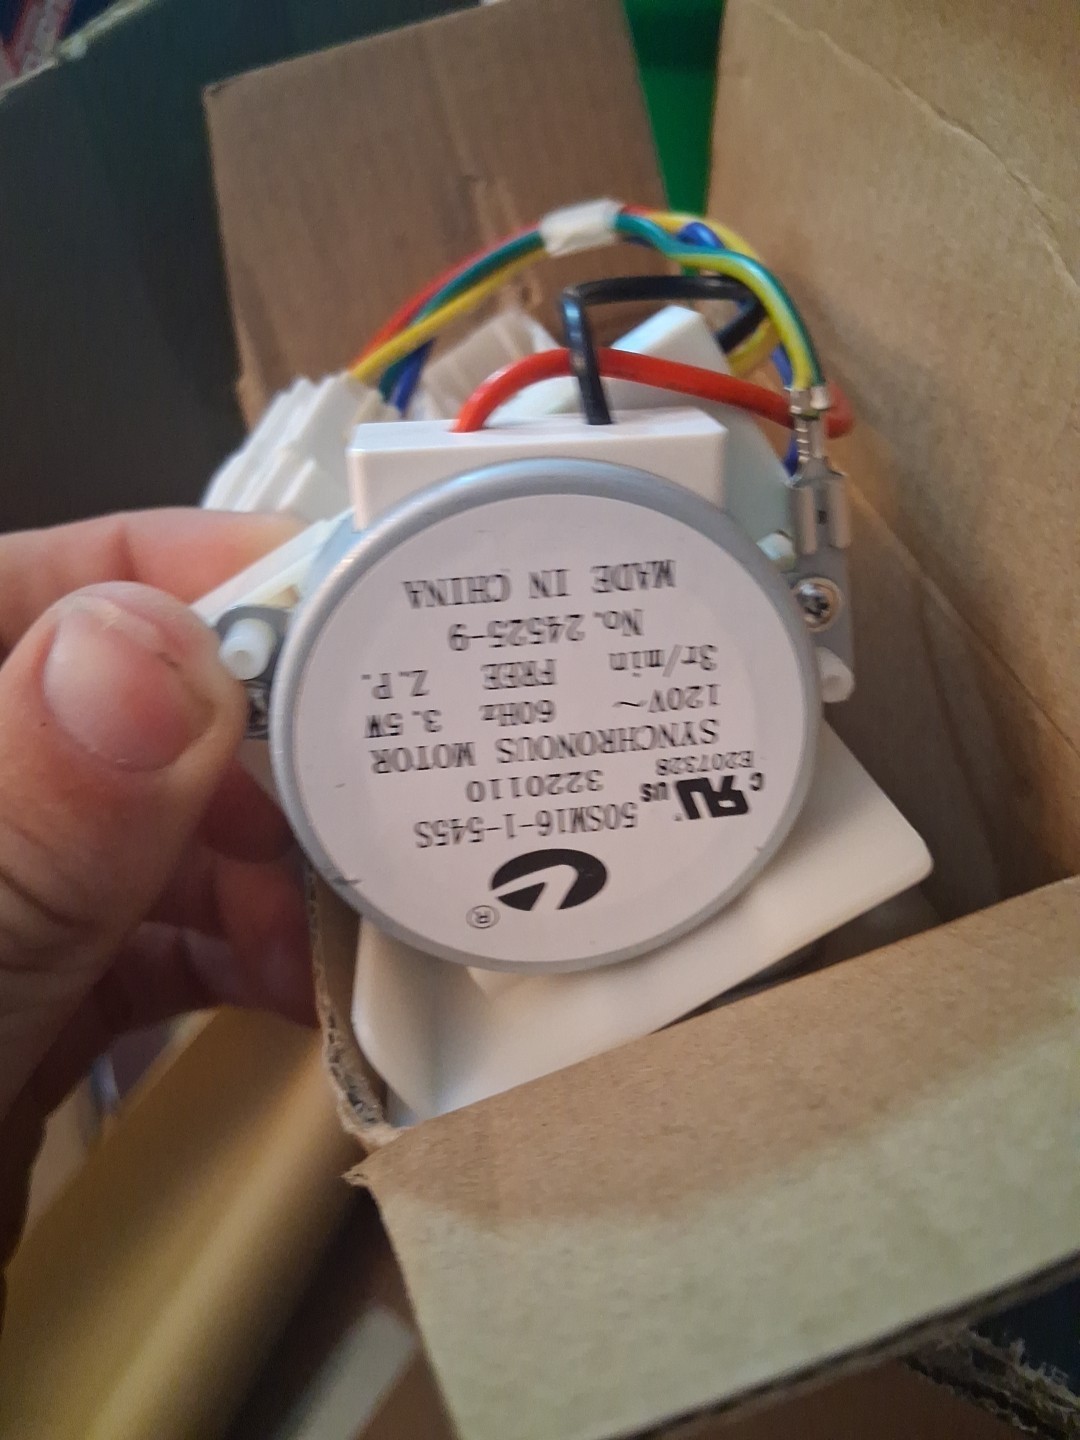 ®
50SM16-1-545S
3220110
c RU us
E207328
SYNCHRONOUS MOTOR
120V~ 60Hz 3.5W
3r/min FREE Z.P.
No.24525-9
MADE IN CHINA